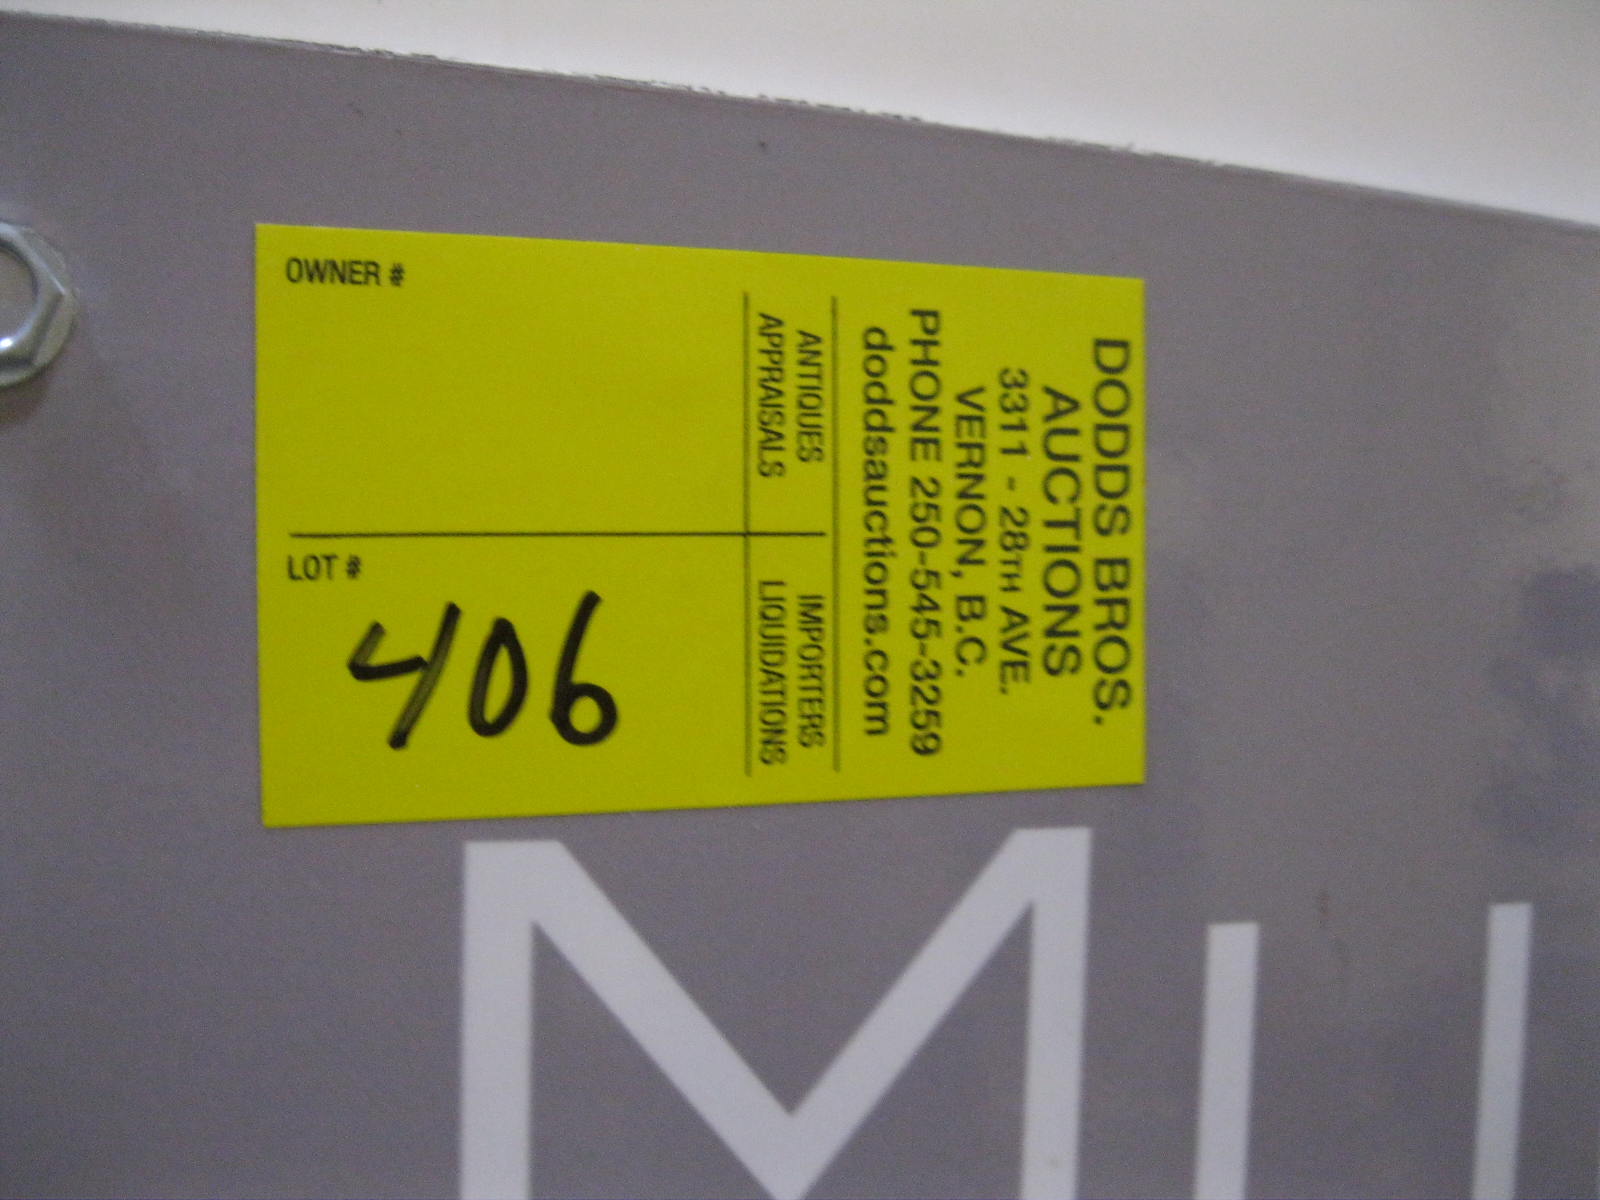 DODDS BROS.
AUCTIONS
3311 - 28TH AVE.
VERNON, B.C.
PHONE 250-545-3259
doddsauctions.com
ANTIQUES
APPRAISALS
IMPORTERS
LIQUIDATIONS
OWNER #
LOT #
406